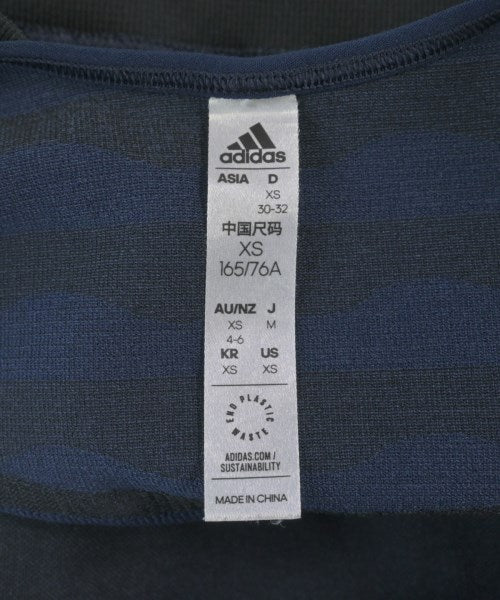 adidas
ASIA D
XS
30-32
中国尺码
XS
165/76A
AU/NZ J
XS M
4-6
KR US
XS XS
END PLASTIC WASTE
ADIDAS.COM/
SUSTAINABILITY
MADE IN CHINA